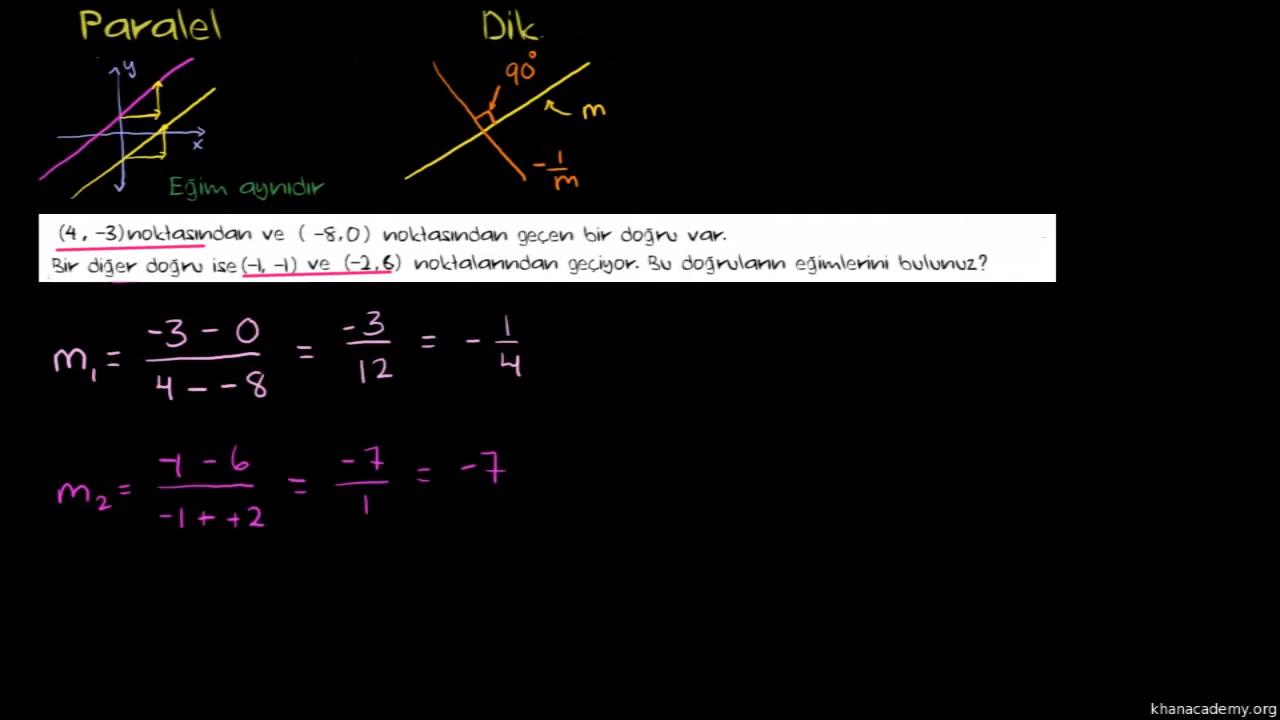 Paralel
Dik
y
x
Eğim aynıdır
90°
m
-1/m
(4, -3)noktasından ve ( -8,0) noktasından geçen bir doğru var.
Bir diğer doğru ise (-1, -1) ve (-2,6) noktalarından geçiyor. Bu doğruların eğimlerini bulunuz?
m₁ = (-3 - 0)/(4 - -8) = -3/12 = -1/4
m₂ = (-1 - 6)/(-1 + +2) = -7/1 = -7
khanacademy.org